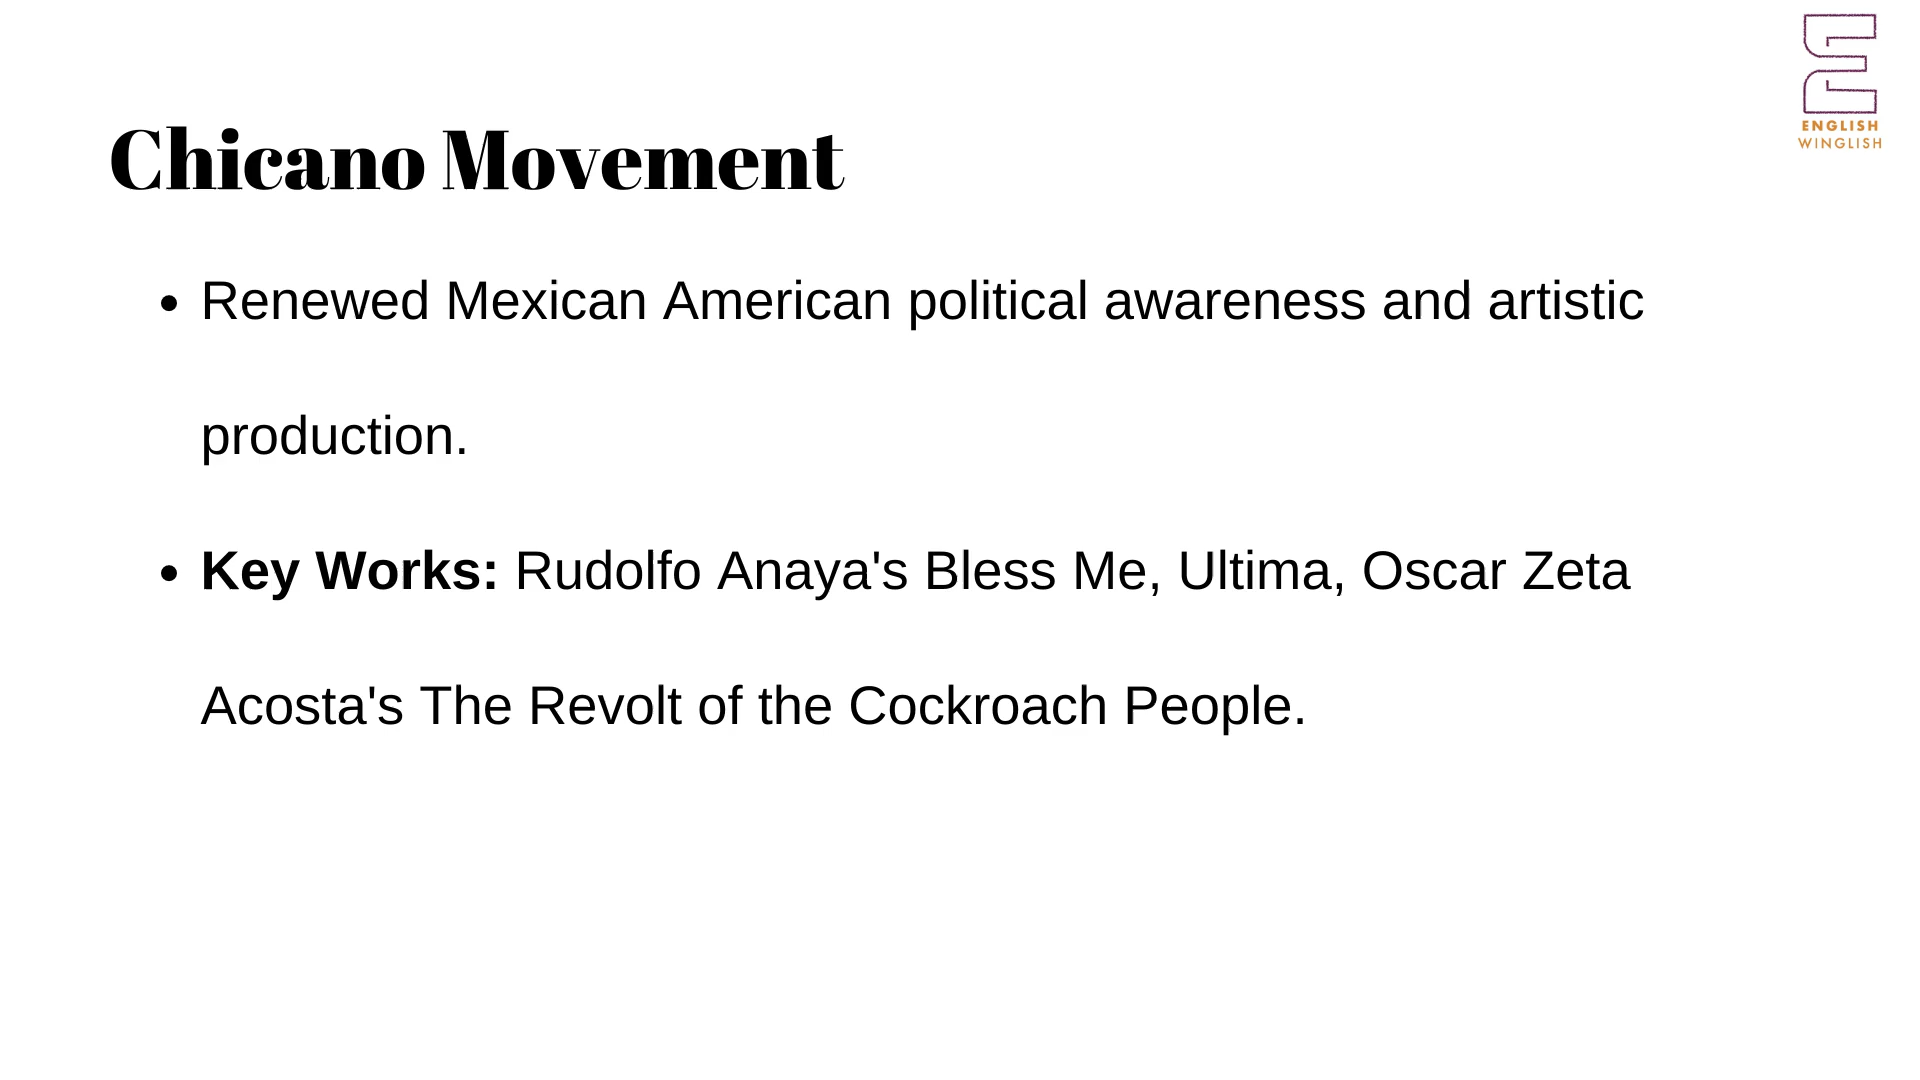 ENGLISH
WINGLISH
Chicano Movement
• Renewed Mexican American political awareness and artistic
production.
• Key Works: Rudolfo Anaya's Bless Me, Ultima, Oscar Zeta
Acosta's The Revolt of the Cockroach People.